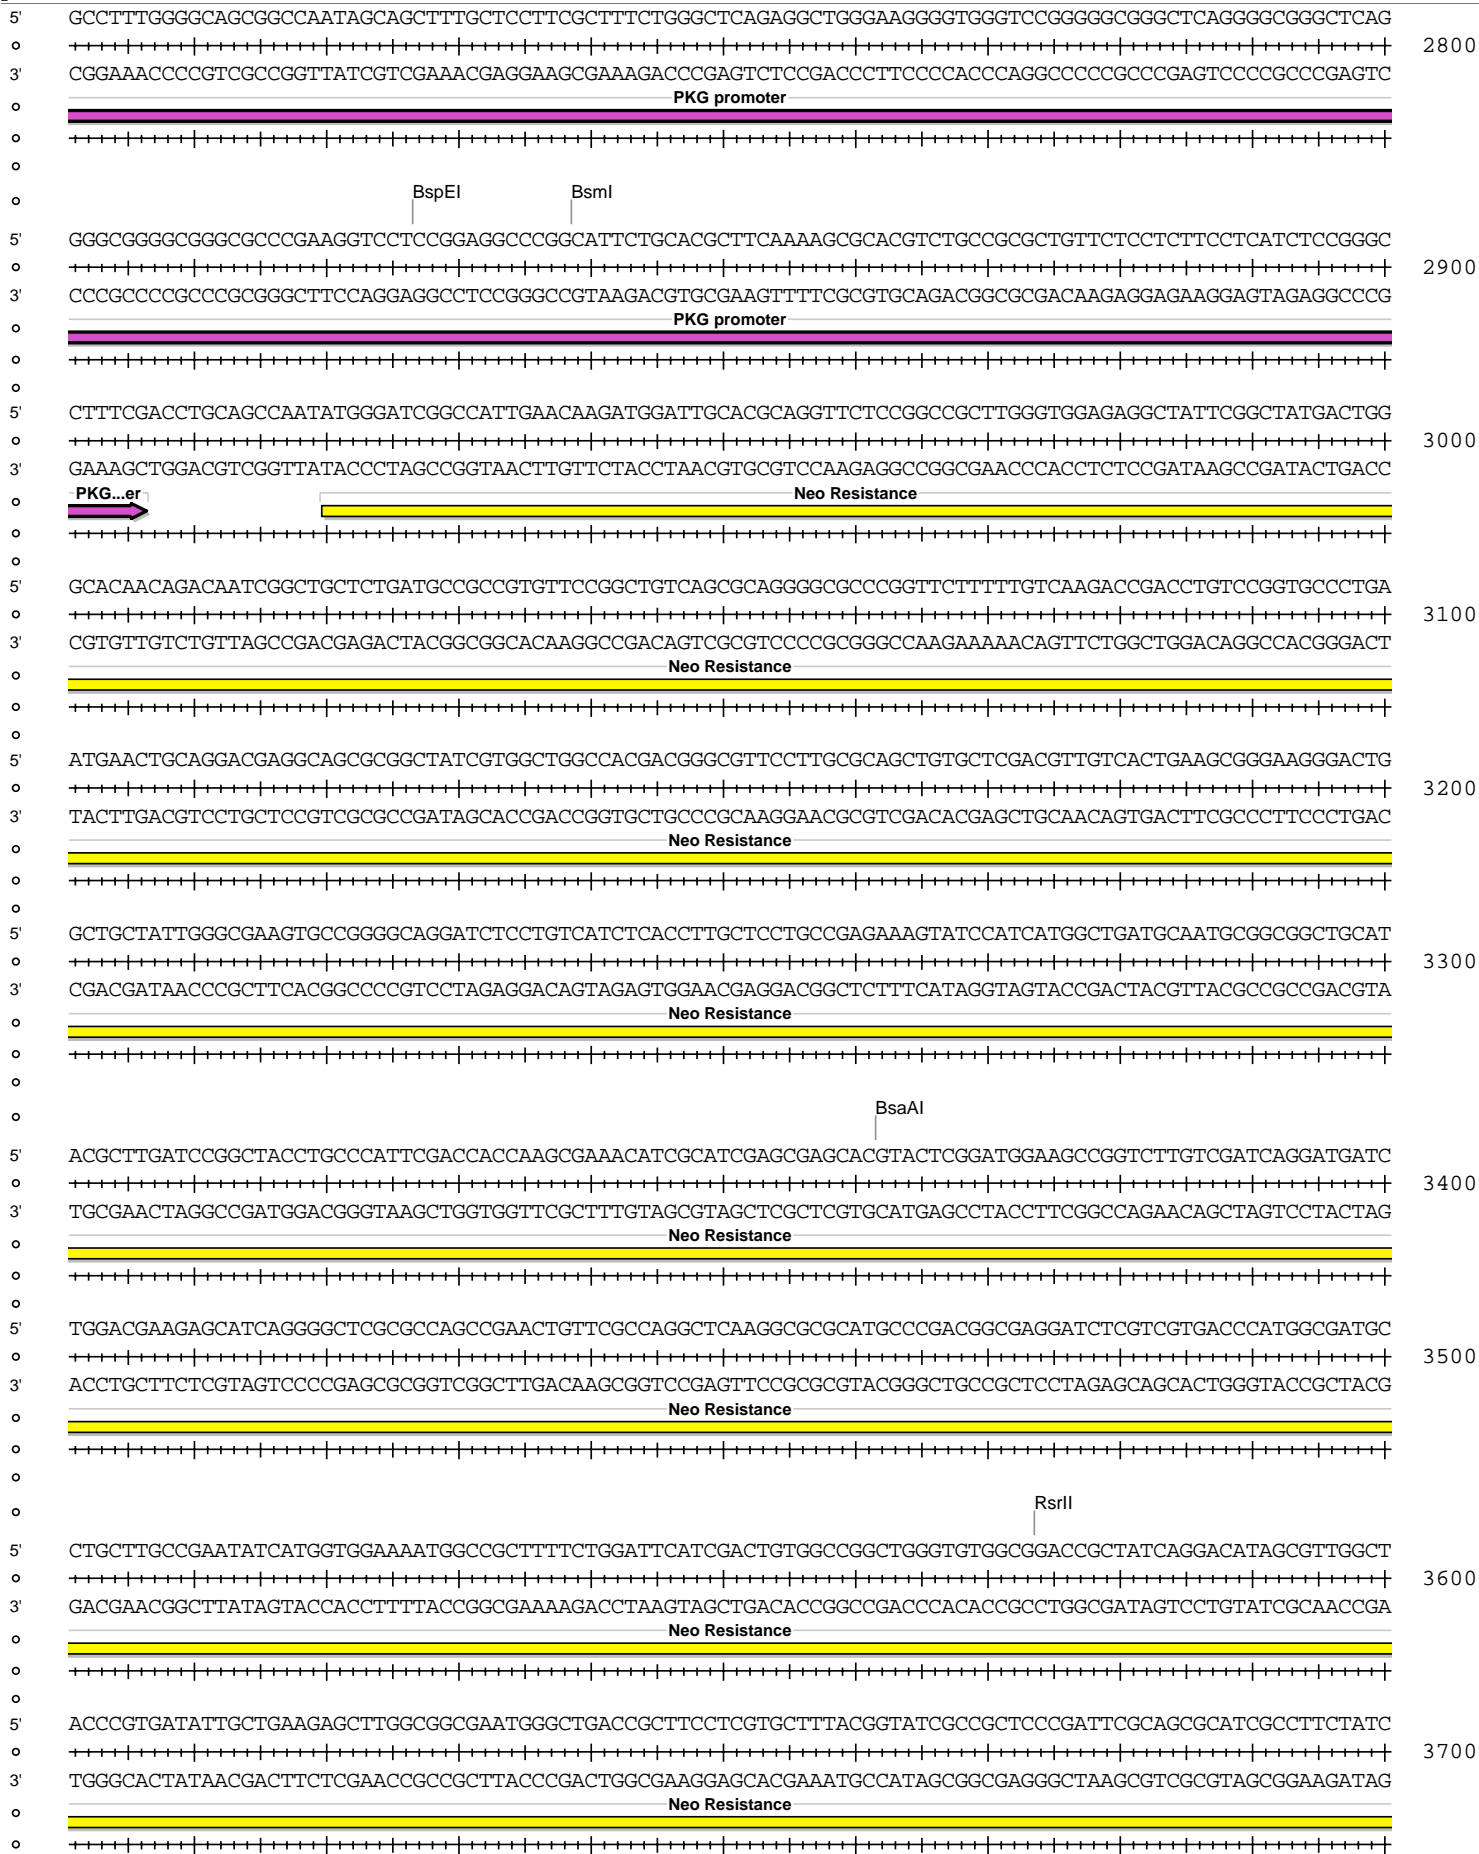 5' GCCTTTGGGGCAGCGGCCAATAGCAGCTTTGCTCCTTCGCTTTCTGGGCTCAGAGGCTGGGAAGGGGTGGGTCCGGGGGCGGGCTCAGGGGCGGGCTCAG
2800
3' CGGAAACCCCGTCGCCGGTTATCGTCGAAACGAGGAAGCGAAAGACCCGAGTCTCCGACCCTTCCCCACCCAGGCCCCCGCCCGAGTCCCCGCCCGAGTC
PKG promoter
BspEI BsmI
5' GGGCGGGGCGGGCGCCCGAAGGTCCTCCGGAGGCCCGGCATTCTGCACGCTTCAAAAGCGCACGTCTGCCGCGCTGTTCTCCTCTTCCTCATCTCCGGGC
2900
3' CCCGCCCCGCCCGCGGGCTTCCAGGAGGCCTCCGGGCCGTAAGACGTGCGAAGTTTTCGCGTGCAGACGGCGCGACAAGAGGAGAAGGAGTAGAGGCCCG
PKG promoter
5' CTTTCGACCTGCAGCCAATATGGGATCGGCCATTGAACAAGATGGATTGCACGCAGGTTCTCCGGCCGCTTGGGTGGAGAGGCTATTCGGCTATGACTGG
3000
3' GAAAGCTGGACGTCGGTTATACCCTAGCCGGTAACTTGTTCTACCTAACGTGCGTCCAAGAGGCCGGCGAACCCACCTCTCCGATAAGCCGATACTGACC
PKG...er Neo Resistance
5' GCACAACAGACAATCGGCTGCTCTGATGCCGCCGTGTTCCGGCTGTCAGCGCAGGGGCGCCCGGTTCTTTTTGTCAAGACCGACCTGTCCGGTGCCCTGA
3100
3' CGTGTTGTCTGTTAGCCGACGAGACTACGGCGGCACAAGGCCGACAGTCGCGTCCCCGCGGGCCAAGAAAAACAGTTCTGGCTGGACAGGCCACGGGACT
Neo Resistance
5' ATGAACTGCAGGACGAGGCAGCGCGGCTATCGTGGCTGGCCACGACGGGCGTTCCTTGCGCAGCTGTGCTCGACGTTGTCACTGAAGCGGGAAGGGACTG
3200
3' TACTTGACGTCCTGCTCCGTCGCGCCGATAGCACCGACCGGTGCTGCCCGCAAGGAACGCGTCGACACGAGCTGCAACAGTGACTTCGCCCTTCCCTGAC
Neo Resistance
5' GCTGCTATTGGGCGAAGTGCCGGGGCAGGATCTCCTGTCATCTCACCTTGCTCCTGCCGAGAAAGTATCCATCATGGCTGATGCAATGCGGCGGCTGCAT
3300
3' CGACGATAACCCGCTTCACGGCCCCGTCCTAGAGGACAGTAGAGTGGAACGAGGACGGCTCTTTCATAGGTAGTACCGACTACGTTACGCCGCCGACGTA
Neo Resistance
BsaAI
5' ACGCTTGATCCGGCTACCTGCCCATTCGACCACCAAGCGAAACATCGCATCGAGCGAGCACGTACTCGGATGGAAGCCGGTCTTGTCGATCAGGATGATC
3400
3' TGCGAACTAGGCCGATGGACGGGTAAGCTGGTGGTTCGCTTTGTAGCGTAGCTCGCTCGTGCATGAGCCTACCTTCGGCCAGAACAGCTAGTCCTACTAG
Neo Resistance
5' TGGACGAAGAGCATCAGGGGCTCGCGCCAGCCGAACTGTTCGCCAGGCTCAAGGCGCGCATGCCCGACGGCGAGGATCTCGTCGTGACCCATGGCGATGC
3500
3' ACCTGCTTCTCGTAGTCCCCGAGCGCGGTCGGCTTGACAAGCGGTCCGAGTTCCGCGCGTACGGGCTGCCGCTCCTAGAGCAGCACTGGGTACCGCTACG
Neo Resistance
RsrII
5' CTGCTTGCCGAATATCATGGTGGAAAATGGCCGCTTTTCTGGATTCATCGACTGTGGCCGGCTGGGTGTGGCGGACCGCTATCAGGACATAGCGTTGGCT
3600
3' GACGAACGGCTTATAGTACCACCTTTTACCGGCGAAAAGACCTAAGTAGCTGACACCGGCCGACCCACACCGCCTGGCGATAGTCCTGTATCGCAACCGA
Neo Resistance
5' ACCCGTGATATTGCTGAAGAGCTTGGCGGCGAATGGGCTGACCGCTTCCTCGTGCTTTACGGTATCGCCGCTCCCGATTCGCAGCGCATCGCCTTCTATC
3700
3' TGGGCACTATAACGACTTCTCGAACCGCCGCTTACCCGACTGGCGAAGGAGCACGAAATGCCATAGCGGCGAGGGCTAAGCGTCGCGTAGCGGAAGATAG
Neo Resistance